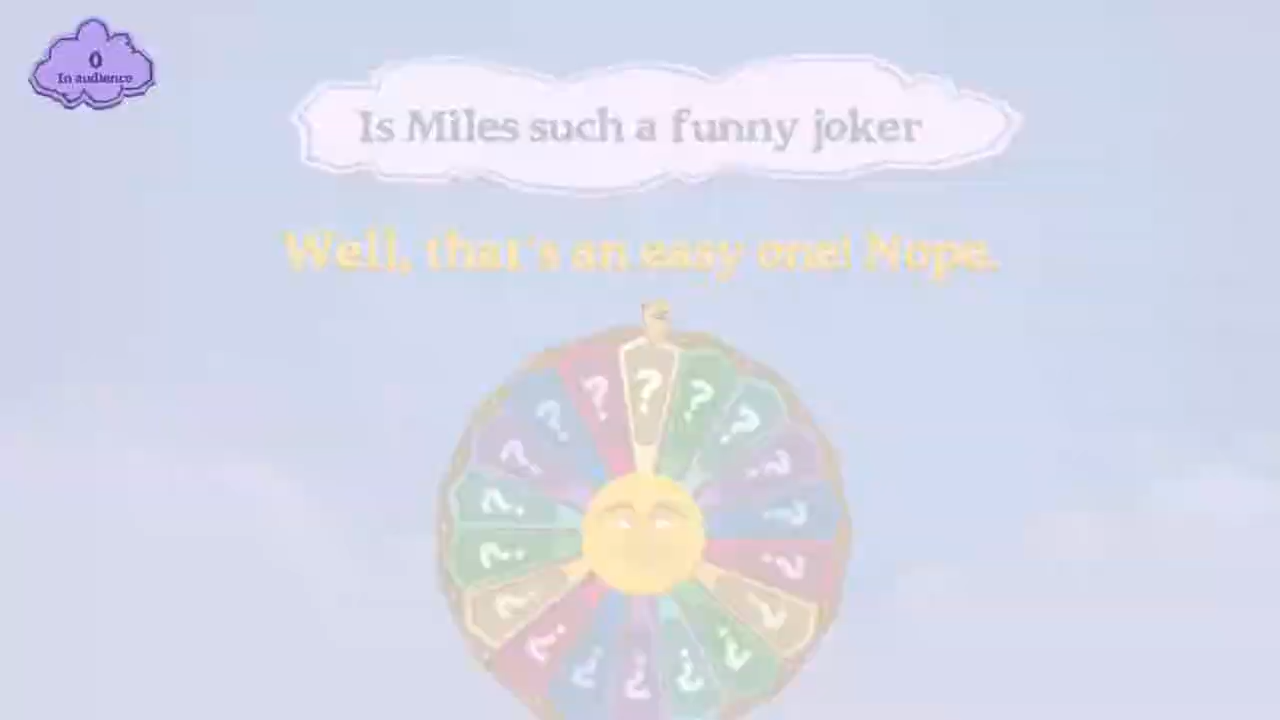 0
In audience
Is Miles such a funny joker
Well, that's an easy one! Nope.
? ? ? ? ? ? ? ? ? ? ? ? ? ? ? ? ? ?